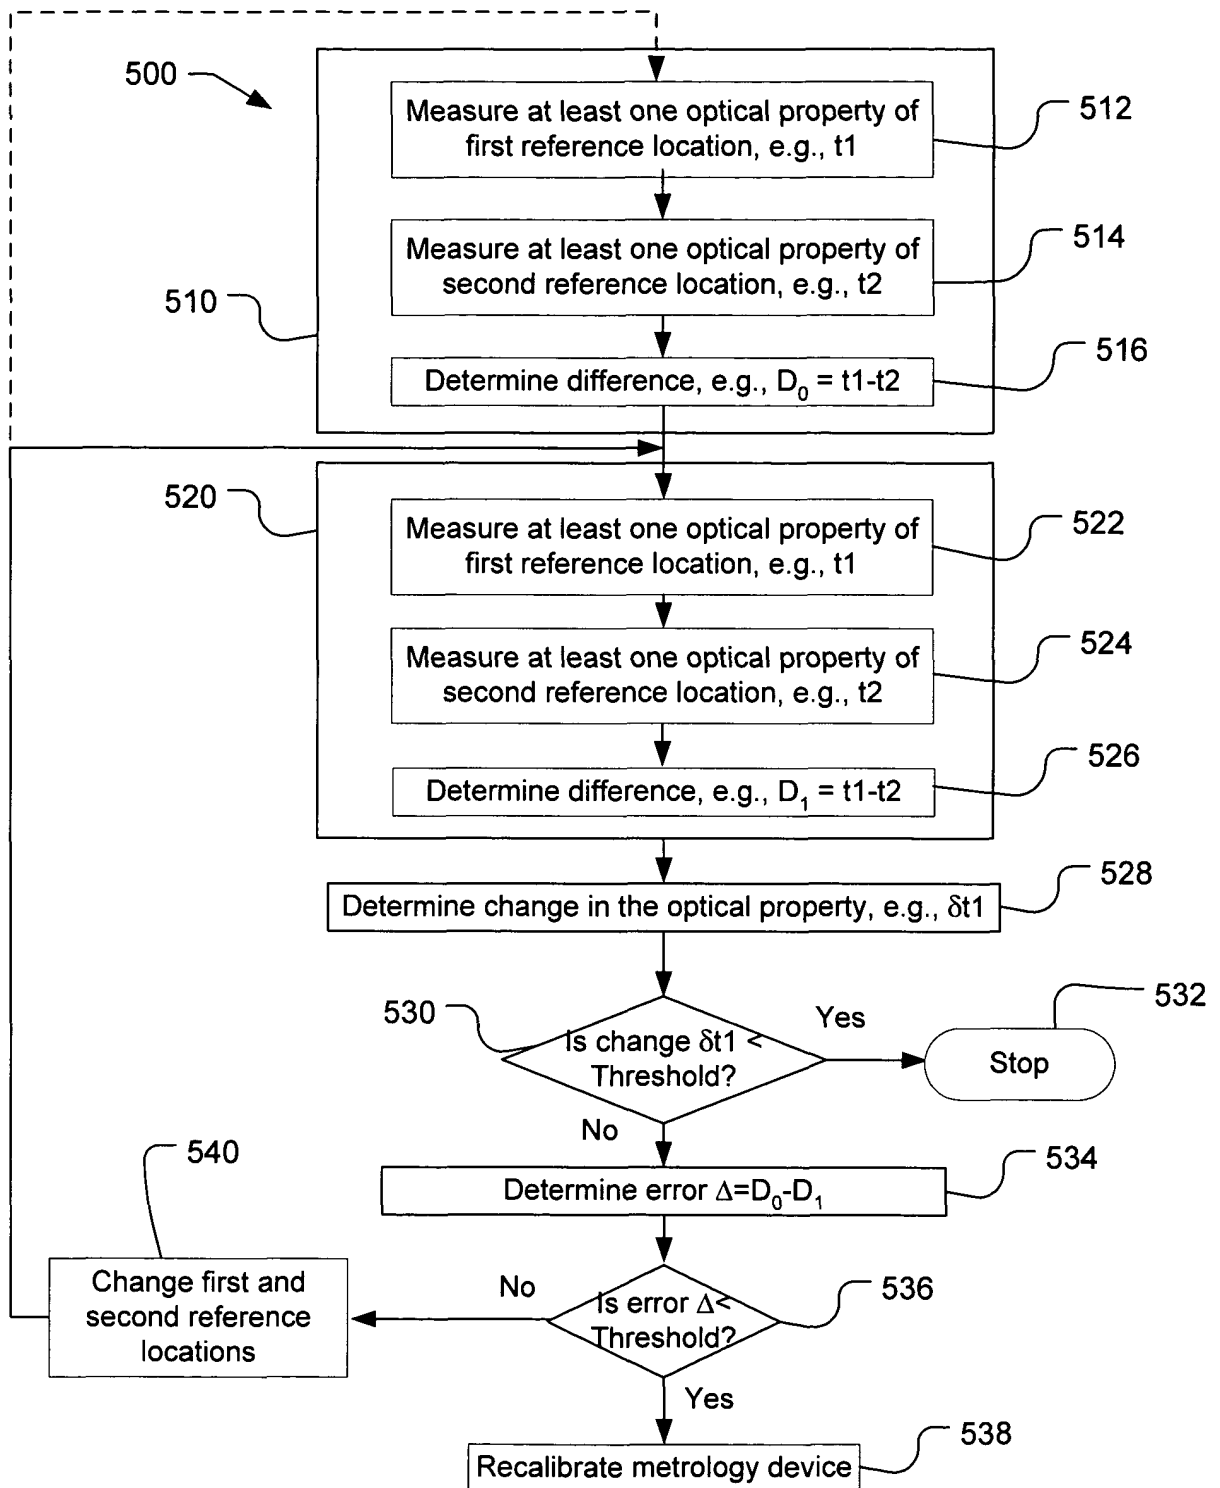 500
Measure at least one optical property of
first reference location, e.g., t1
512
Measure at least one optical property of
second reference location, e.g., t2
514
510
Determine difference, e.g., D₀ = t1-t2
516
520
Measure at least one optical property of
first reference location, e.g., t1
522
Measure at least one optical property of
second reference location, e.g., t2
524
Determine difference, e.g., D₁ = t1-t2
526
Determine change in the optical property, e.g., δt1
528
530
Is change δt1 <
Threshold?
Yes
Stop
532
No
Determine error Δ=D₀-D₁
534
540
Change first and
second reference
locations
No
Is error Δ<
Threshold?
536
Yes
Recalibrate metrology device
538